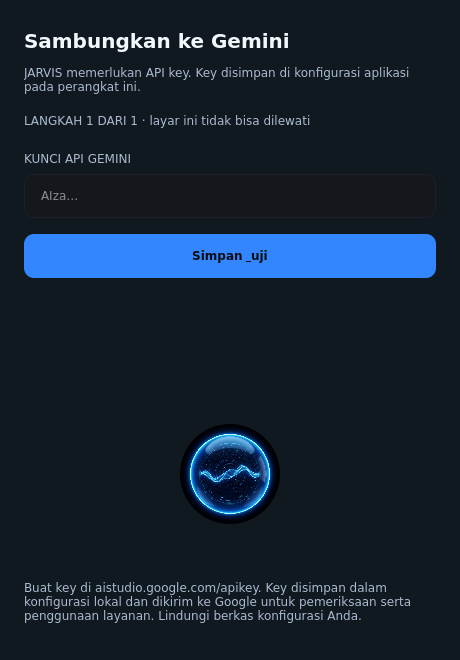 Sambungkan ke Gemini
JARVIS memerlukan API key. Key disimpan di konfigurasi aplikasi
pada perangkat ini.
LANGKAH 1 DARI 1 · layar ini tidak bisa dilewati
KUNCI API GEMINI
AIza…
Simpan _uji
Buat key di aistudio.google.com/apikey. Key disimpan dalam
konfigurasi lokal dan dikirim ke Google untuk pemeriksaan serta
penggunaan layanan. Lindungi berkas konfigurasi Anda.